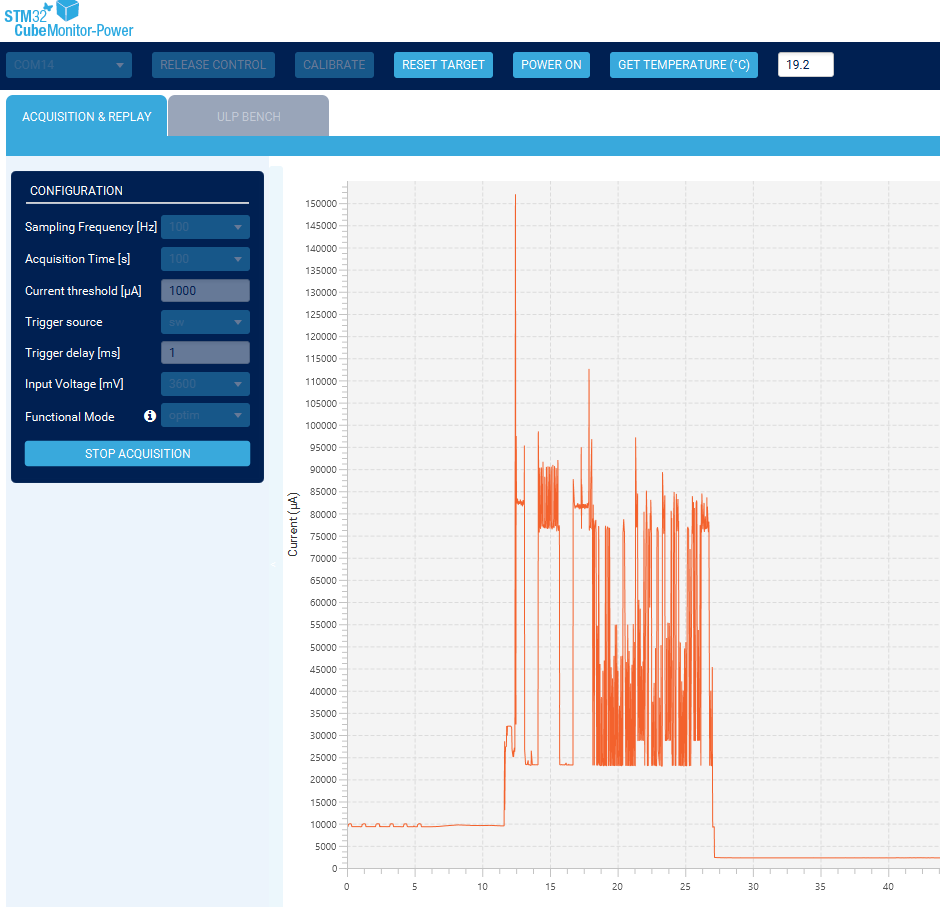 STM32
CubeMonitor-Power
COM14 RELEASE CONTROL CALIBRATE RESET TARGET POWER ON GET TEMPERATURE (°C) 19.2
ACQUISITION & REPLAY ULP BENCH
CONFIGURATION
Sampling Frequency [Hz] 100
Acquisition Time [s] 100
Current threshold [µA] 1000
Trigger source sw
Trigger delay [ms] 1
Input Voltage [mV] 3600
Functional Mode optim
STOP ACQUISITION
Current (µA)
150000
145000
140000
135000
130000
125000
120000
115000
110000
105000
100000
95000
90000
85000
80000
75000
70000
65000
60000
55000
50000
45000
40000
35000
30000
25000
20000
15000
10000
5000
0
0 5 10 15 20 25 30 35 40